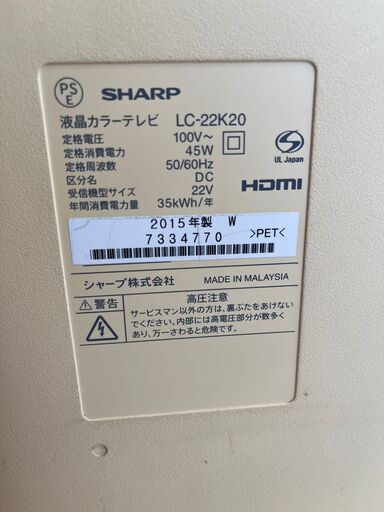 PS
E
SHARP
液晶カラーテレビ LC-22K20
定格電圧 100V～
定格消費電力 45W
定格周波数 50/60Hz
区分名 DC
受信機型サイズ 22V
年間消費電力量 35kWh/年
S
UL Japan
HDMI
2015年製 W
7334770
>PET<
シャープ株式会社 MADE IN MALAYSIA
⚠警告 高圧注意
サービスマン以外の方は、裏ぶたをあけない
でください。内部には高電圧部分が数多く
あり、万一さわると危険です。